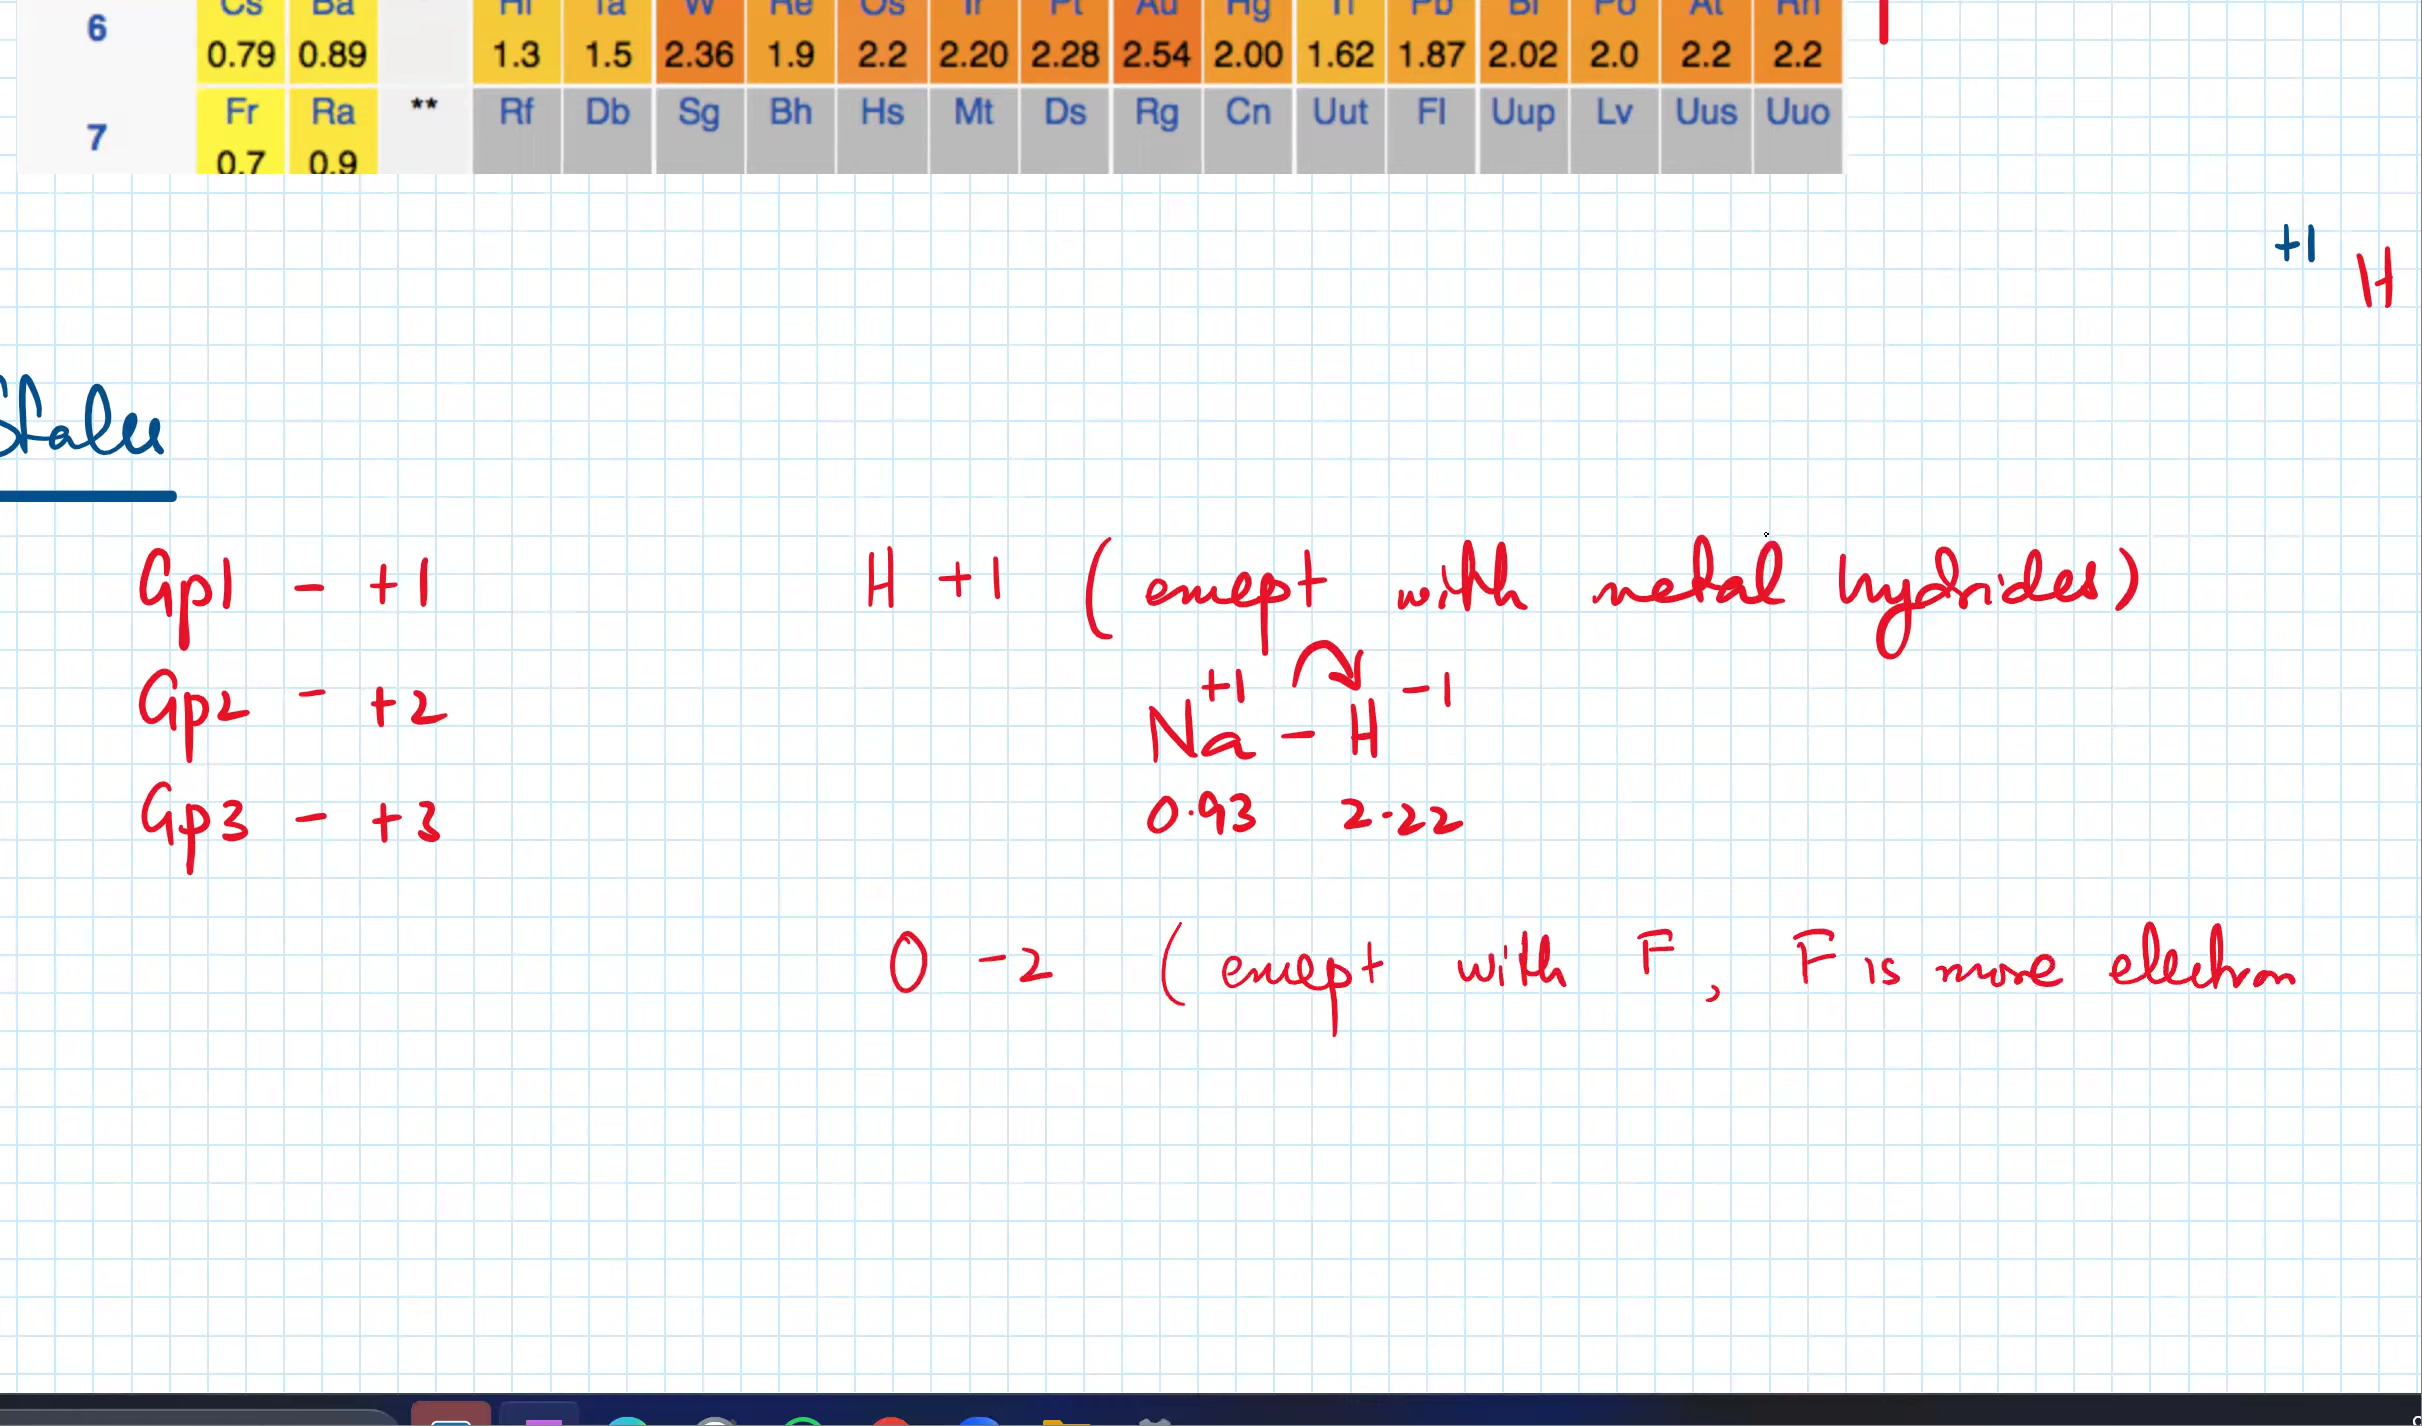 6 Cs Ba Hf Ta W Re Os Ir Pt Au Hg Tl Pb Bi Po At Rn
0.79 0.89 1.3 1.5 2.36 1.9 2.2 2.20 2.28 2.54 2.00 1.62 1.87 2.02 2.0 2.2 2.2
7 Fr Ra ** Rf Db Sg Bh Hs Mt Ds Rg Cn Uut Fl Uup Lv Uus Uuo
0.7 0.9
+1 H
States
Gp1 - +1
H +1 (except with metal hydrides)
Gp2 - +2
+1 -1
Na - H
Gp3 - +3
0.93 2.22
O -2 (except with F, F is more electron